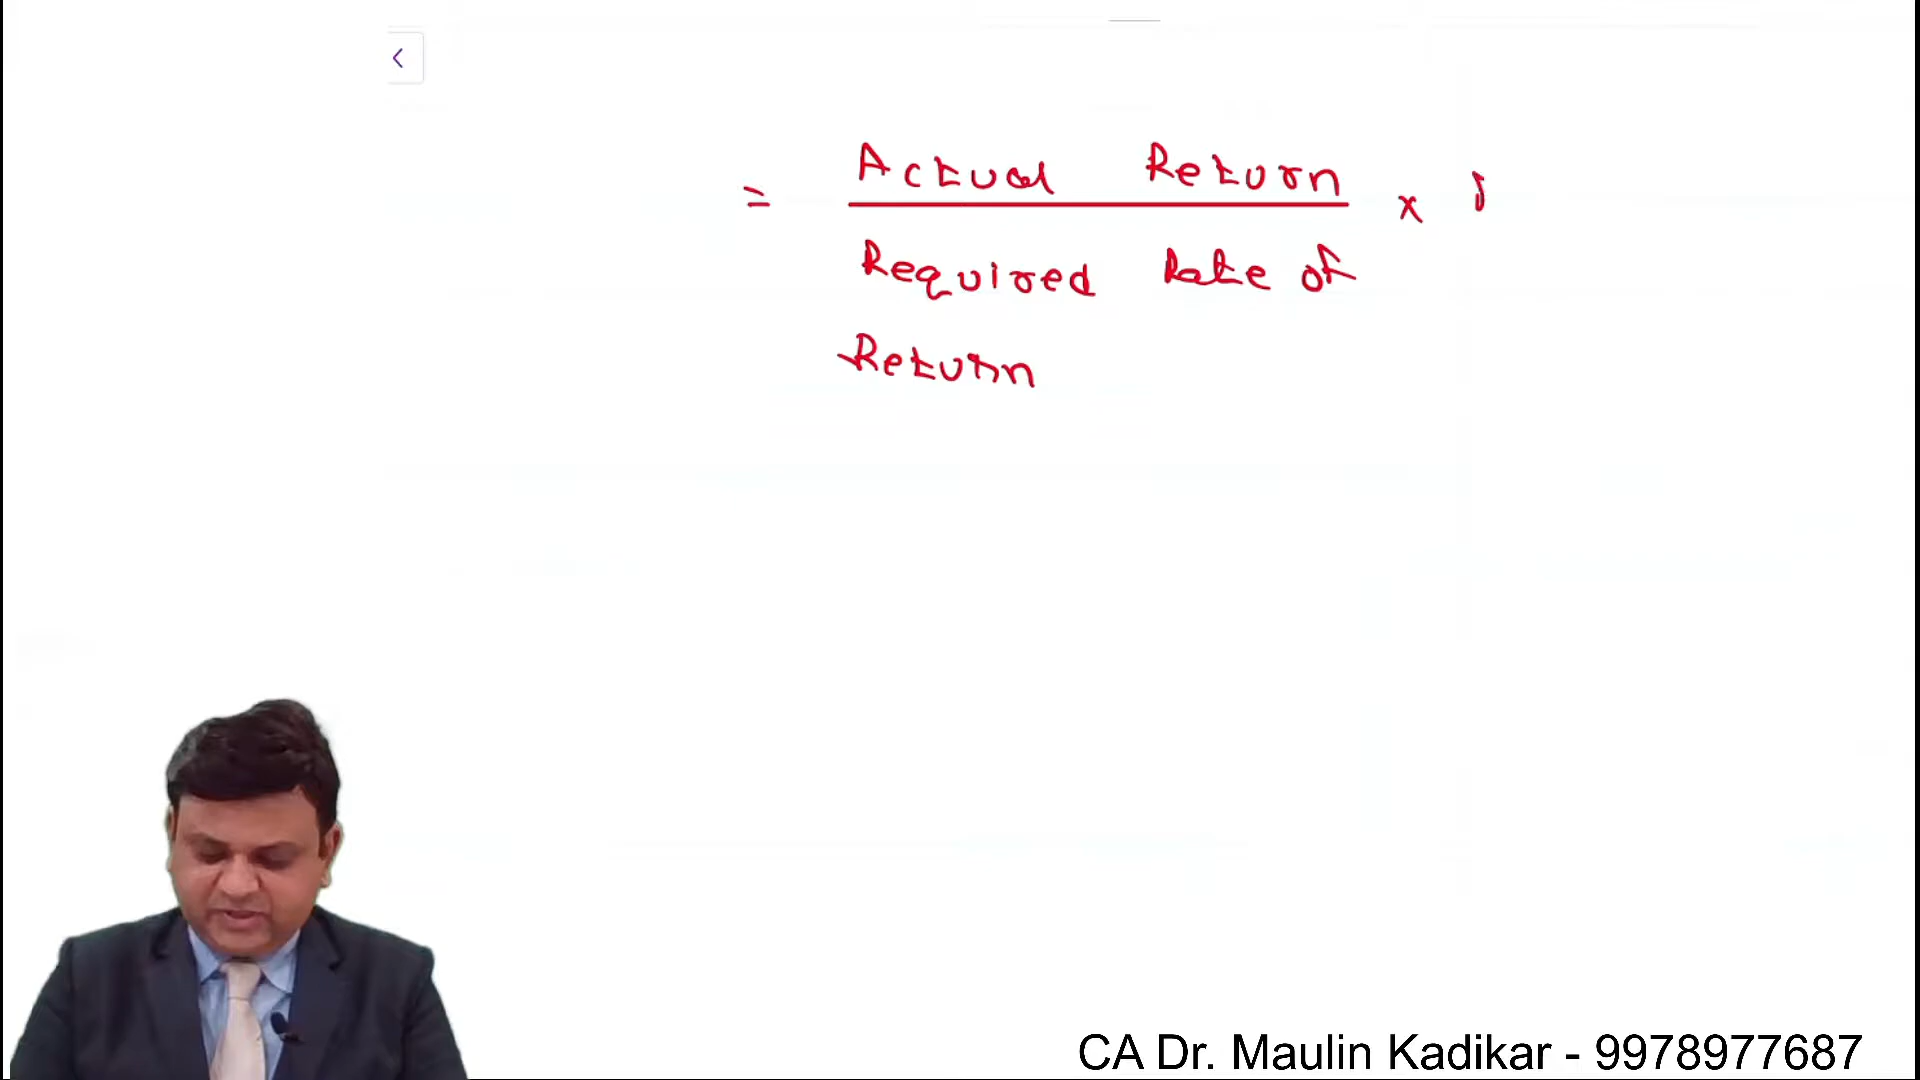 = Actual Return ×
Required Rate of
Return
CA Dr. Maulin Kadikar - 9978977687